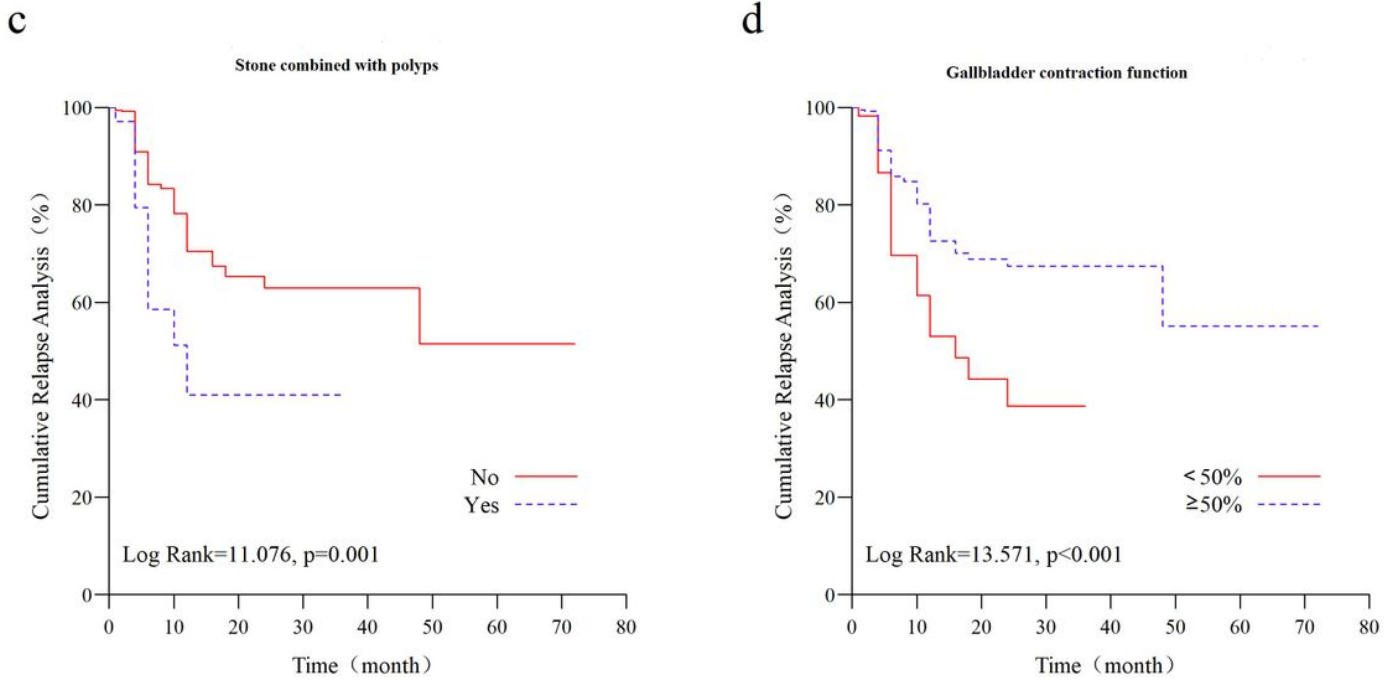 c
Stone combined with polyps
Cumulative Relapse Analysis（%）
100
80
60
40
20
0
0 10 20 30 40 50 60 70 80
Time（month）
No
Yes
Log Rank=11.076, p=0.001
d
Gallbladder contraction function
Cumulative Relapse Analysis（%）
100
80
60
40
20
0
0 10 20 30 40 50 60 70 80
Time（month）
<50%
≥50%
Log Rank=13.571, p<0.001